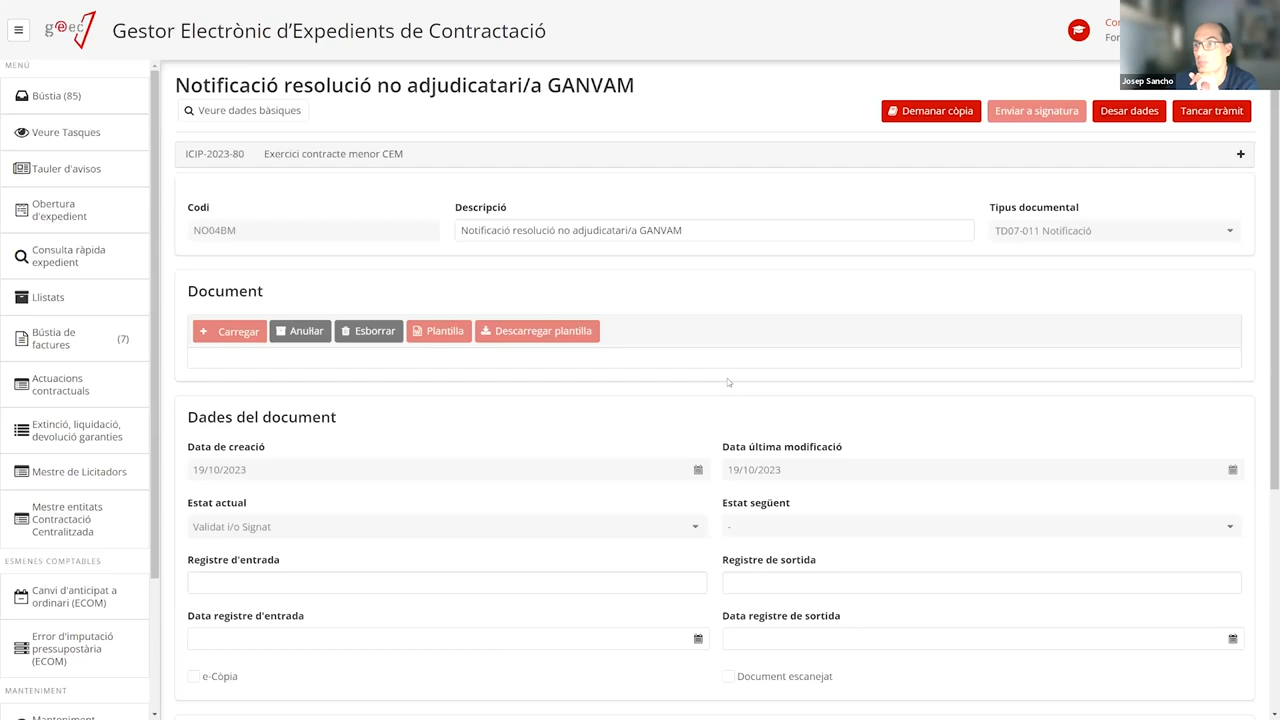 geec
Gestor Electrònic d'Expedients de Contractació
Josep Sancho
MENÚ
Bústia (85)
Veure Tasques
Tauler d'avisos
Obertura
d'expedient
Consulta ràpida
expedient
Llistats
Bústia de
factures
(7)
Actuacions
contractuals
Extinció, liquidació,
devolució garanties
Mestre de Licitadors
Mestre entitats
Contractació
Centralitzada
ESMENES COMPTABLES
Canvi d'anticipat a
ordinari (ECOM)
Error d'imputació
pressupostària
(ECOM)
MANTENIMENT
Manteniment
Notificació resolució no adjudicatari/a GANVAM
Veure dades bàsiques
Demanar còpia Enviar a signatura Desar dades Tancar tràmit
ICIP-2023-80 Exercici contracte menor CEM
Codi Descripció Tipus documental
NO04BM Notificació resolució no adjudicatari/a GANVAM TD07-011 Notificació
Document
Carregar Anul·lar Esborrar Plantilla Descarregar plantilla
Dades del document
Data de creació Data última modificació
19/10/2023 19/10/2023
Estat actual Estat següent
Validat i/o Signat -
Registre d'entrada Registre de sortida
Data registre d'entrada Data registre de sortida
e-Còpia Document escanejat